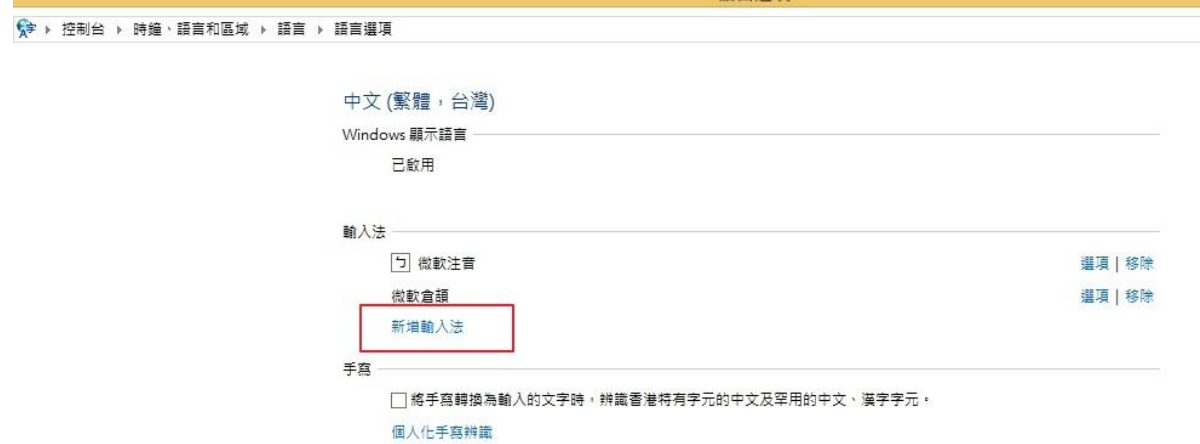 控制台 ▸ 時鐘、語言和區域 ▸ 語言 ▸ 語言選項
中文 (繁體，台灣)
Windows 顯示語言
已啟用
輸入法
ㄅ 微軟注音 選項 | 移除
微軟倉頡 選項 | 移除
新增輸入法
手寫
將手寫轉換為輸入的文字時，辨識香港特有字元的中文及罕用的中文、漢字字元。
個人化手寫辨識